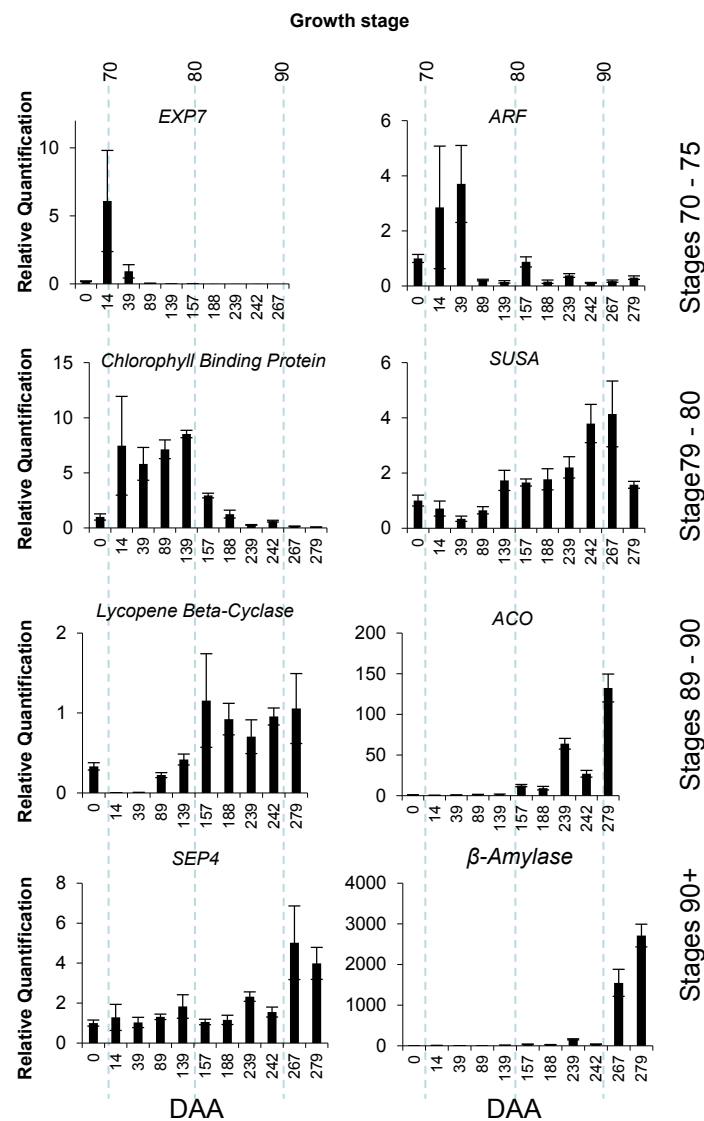 Growth stage
70 80 90 70 80 90
EXP7
Relative Quantification
10
5
0
0 14 39 89 139 157 188 239 242 267
ARF
6
4
2
0
0 14 39 89 139 157 188 239 242 267 279
Stages 70 - 75
Chlorophyll Binding Protein
Relative Quantification
15
10
5
0
0 14 39 89 139 157 188 239 242 267 279
SUSA
6
4
2
0
0 14 39 89 139 157 188 239 242 267 279
Stage79 - 80
Lycopene Beta-Cyclase
Relative Quantification
2
1
0
0 14 39 89 139 157 188 239 242 279
ACO
200
150
100
50
0
0 14 39 89 139 157 188 239 242 279
Stages 89 - 90
SEP4
Relative Quantification
8
6
4
2
0
0 14 39 89 139 157 188 239 242 267 279
DAA
β-Amylase
4000
3000
2000
1000
0
0 14 39 89 139 157 188 239 242 267 279
DAA
Stages 90+